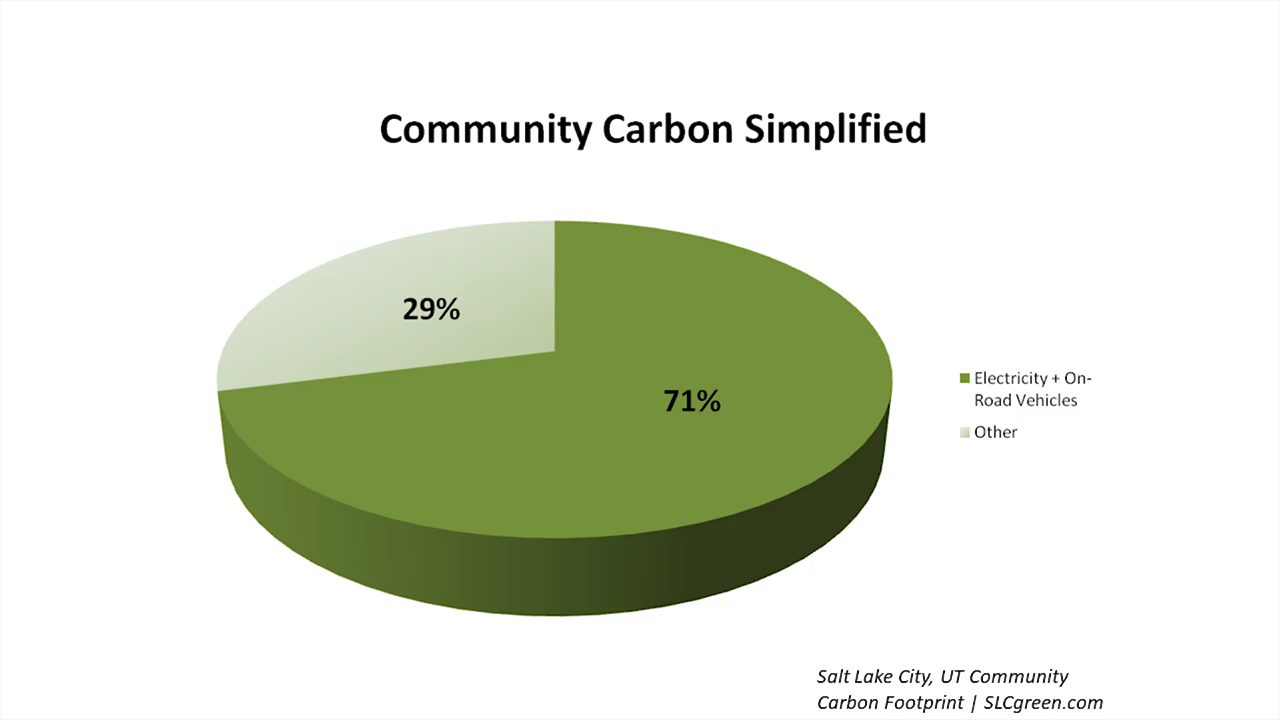 Community Carbon Simplified
29%
71%
Electricity + On-
Road Vehicles
Other
Salt Lake City, UT Community
Carbon Footprint | SLCgreen.com